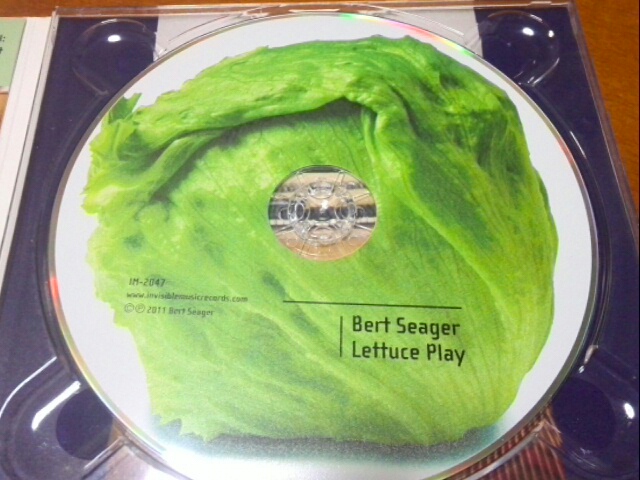 IM-2047
www.invisiblemusicrecords.com
©℗ 2011 Bert Seager
Bert Seager
Lettuce Play